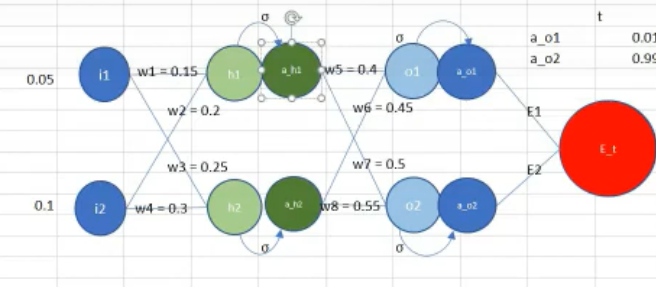 σ
σ
t
a_o1 0.01
a_o2 0.99
0.05
i1
w1 = 0.15
h1
a_h1
w5 = 0.4
o1
a_o1
w2 = 0.2
w6 = 0.45
E1
E_t
w3 = 0.25
w7 = 0.5
E2
0.1
i2
w4 = 0.3
h2
a_h2
w8 = 0.55
o2
a_o2
σ
σ